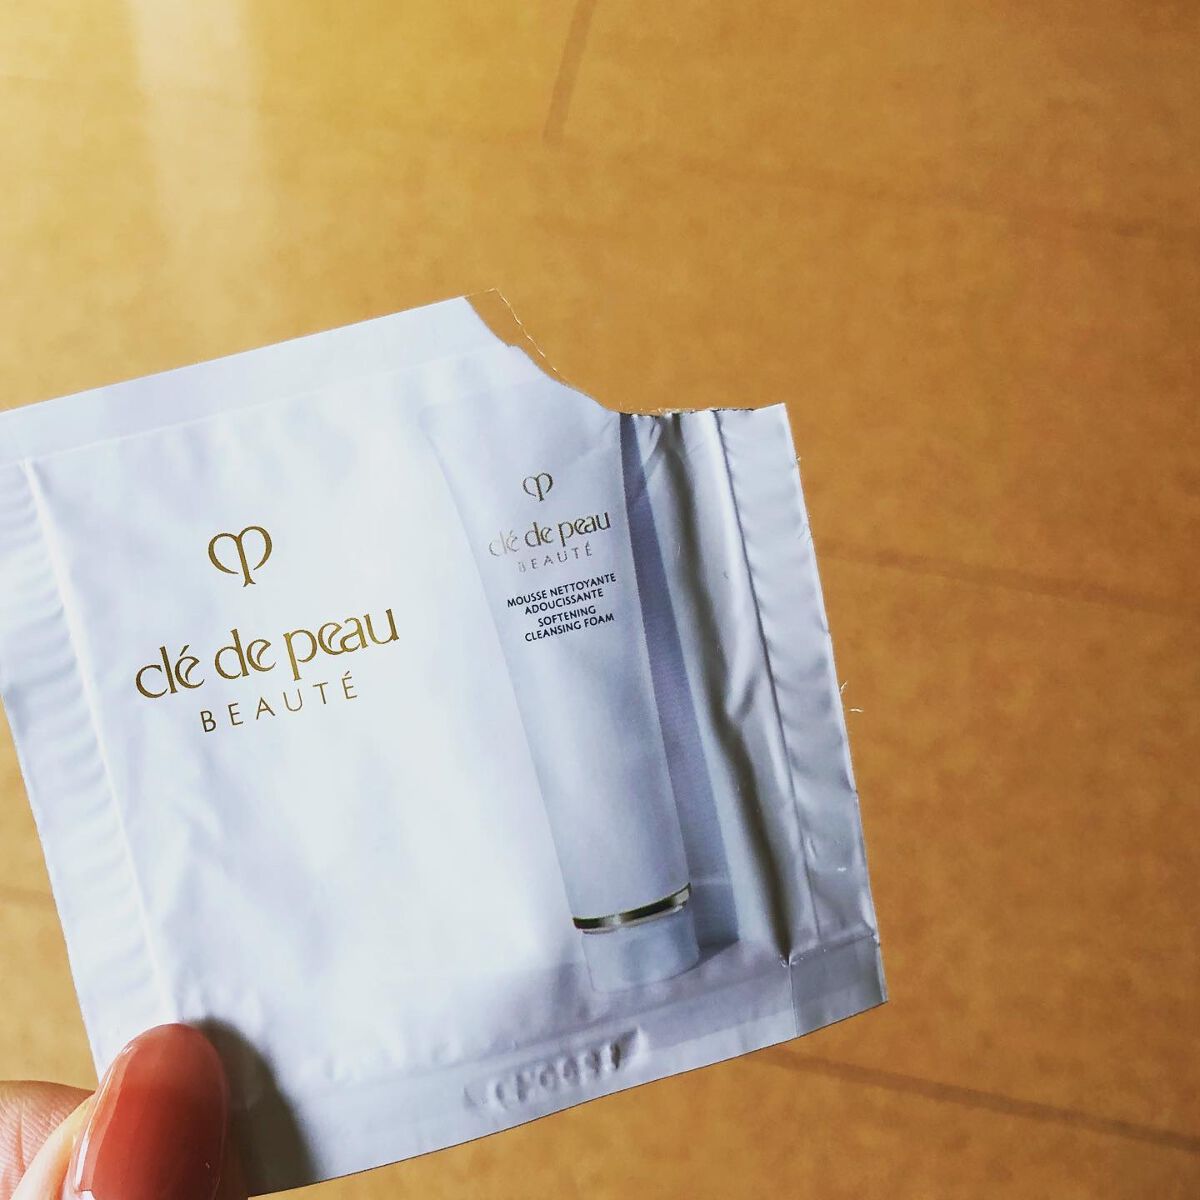 clé de peau
BEAUTÉ
clé de peau
BEAUTÉ
MOUSSE NETTOYANTE
ADOUCISSANTE
SOFTENING
CLEANSING FOAM